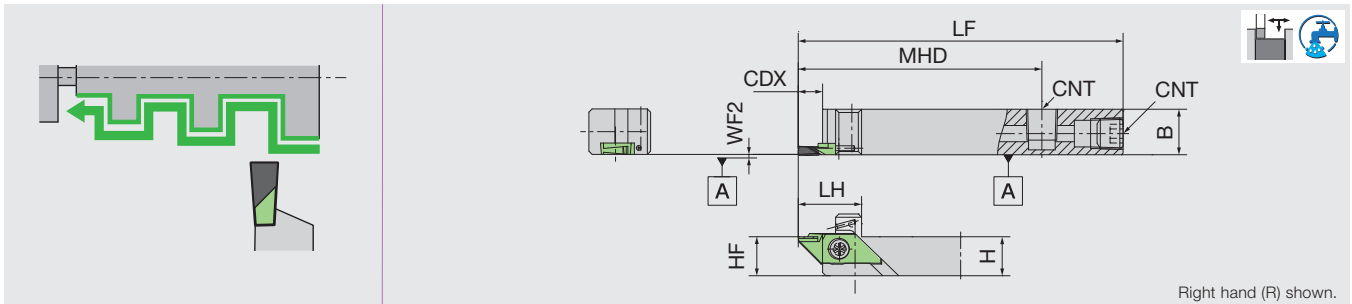 LF
MHD
CDX
CNT
CNT
WF2
B
A
A
LH
HF
H
Right hand (R) shown.